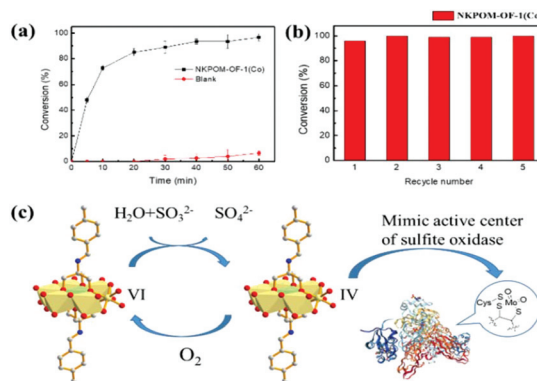 (a)
100
80
60
40
20
0
Conversion (%)
NKPOM-OF-1(Co)
Blank
0 10 20 30 40 50 60
Time (min)
(b)
NKPOM-OF-1(Co)
100
80
60
40
20
0
Conversion (%)
1 2 3 4 5
Recycle number
(c)
H₂O+SO₃²⁻ SO₄²⁻
VI
IV
O₂
Mimic active center
of sulfite oxidase
Cys
S
O
Mo
S
O
S